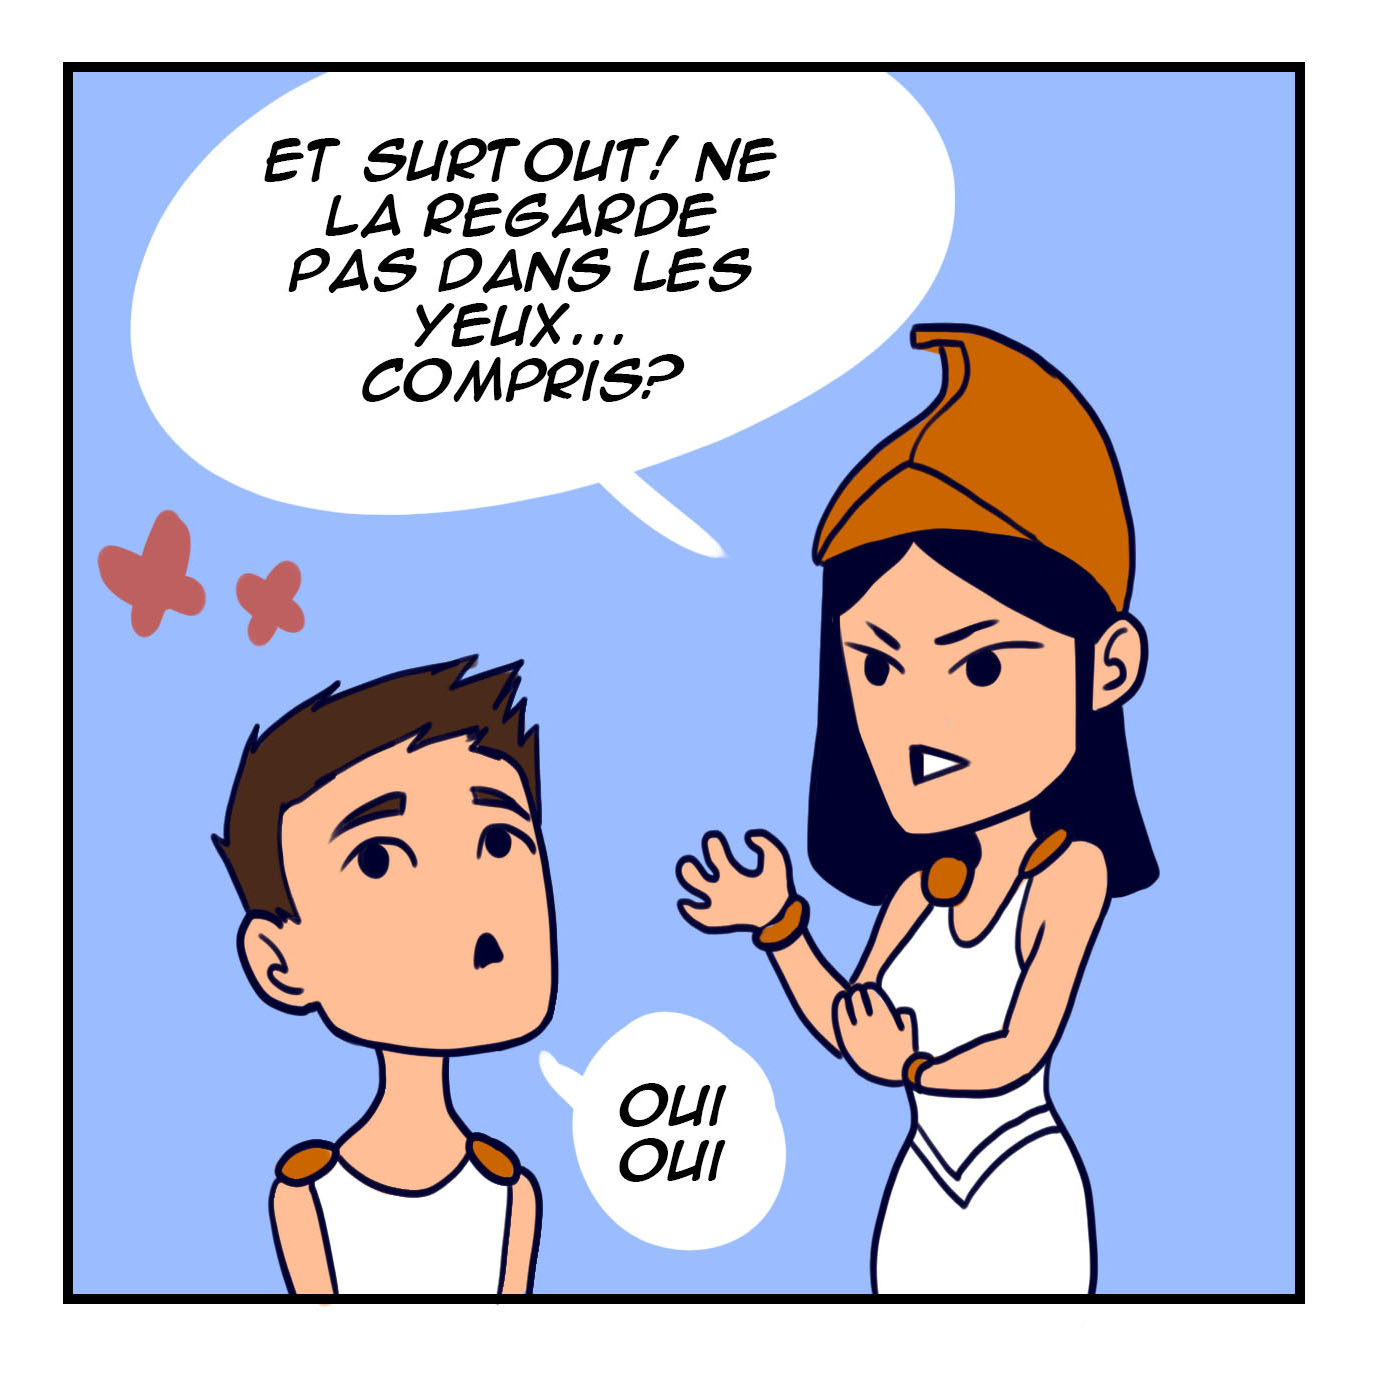 ET SURTOUT! NE
LA REGARDE
PAS DANS LES
YEUX...
COMPRIS?
OUI
OUI